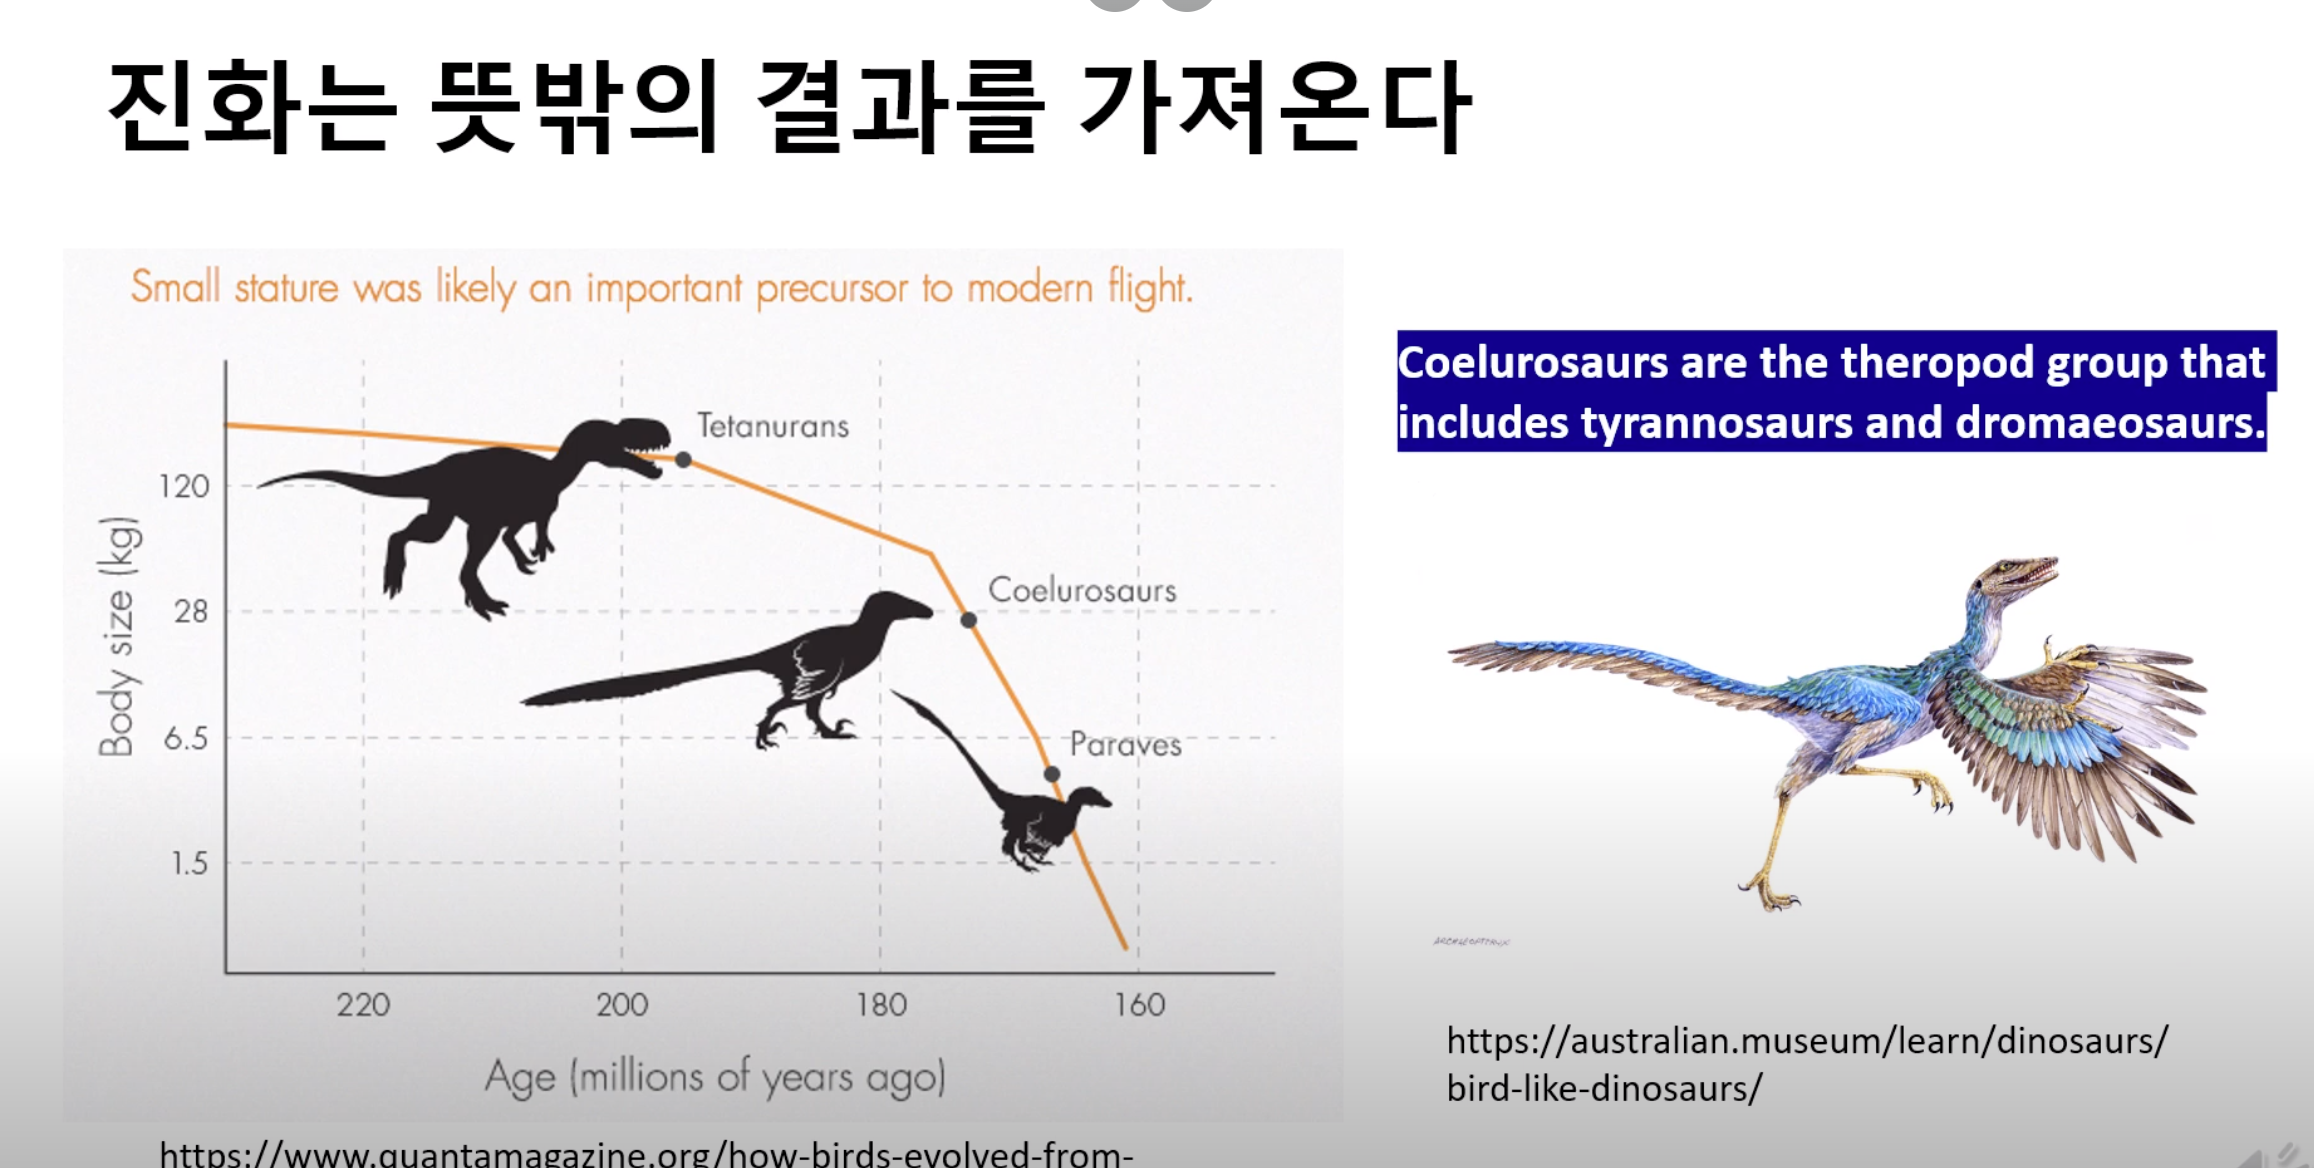 진화는 뜻밖의 결과를 가져온다
Small stature was likely an important precursor to modern flight.
Tetanurans
Coelurosaurs
Paraves
120
28
6.5
1.5
Body size (kg)
220 200 180 160
Age (millions of years ago)
https://www.quantamagazine.org/how-birds-evolved-from-
Coelurosaurs are the theropod group that
includes tyrannosaurs and dromaeosaurs.
ARCHAEOPTERYX
https://australian.museum/learn/dinosaurs/
bird-like-dinosaurs/